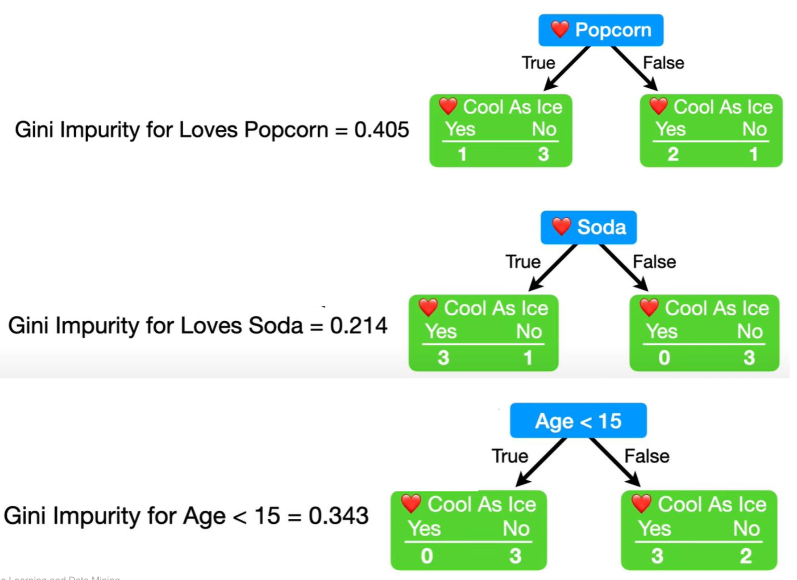 ❤️ Popcorn
True False
Gini Impurity for Loves Popcorn = 0.405
❤️ Cool As Ice
Yes No
1 3
❤️ Cool As Ice
Yes No
2 1
❤️ Soda
True False
Gini Impurity for Loves Soda = 0.214
❤️ Cool As Ice
Yes No
3 1
❤️ Cool As Ice
Yes No
0 3
Age < 15
True False
Gini Impurity for Age < 15 = 0.343
❤️ Cool As Ice
Yes No
0 3
❤️ Cool As Ice
Yes No
3 2
Learning and Data Mining